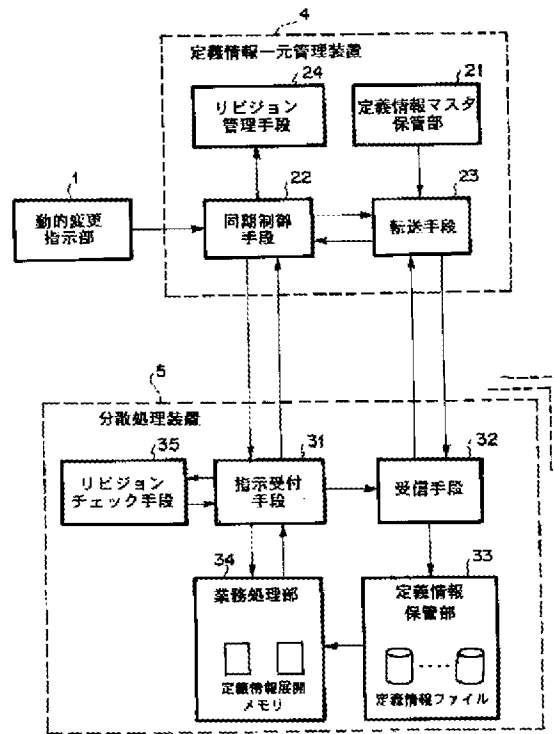 4
定義情報一元管理装置
24
リビジョン
管理手段
21
定義情報マスタ
保管部
1
動的変更
指示部
22
同期制御
手段
23
転送手段
5
分散処理装置
35
リビジョン
チェック手段
31
指示受付
手段
32
受信手段
34
業務処理部
定義情報展開
メモリ
33
定義情報
保管部
定義情報ファイル